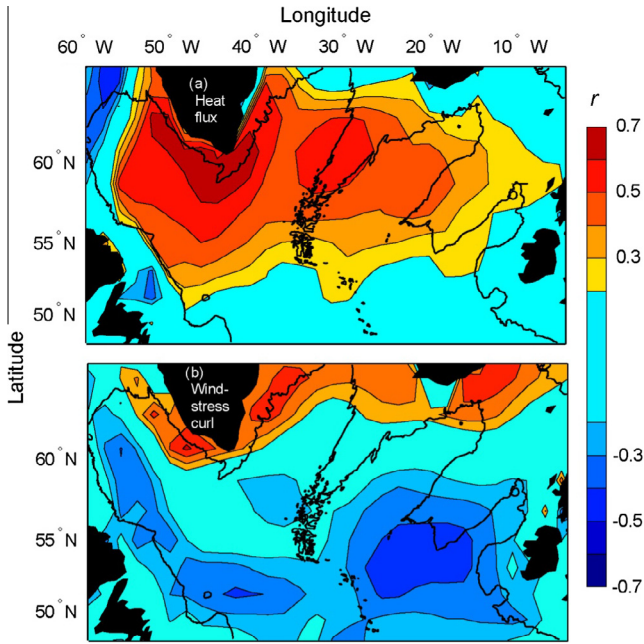 Longitude
60° W 50° W 40° W 30° W 20° W 10° W
(a)
Heat
flux
60° N
55° N
50° N
Latitude
(b)
Wind-
stress
curl
60° N
55° N
50° N
r
0.7
0.5
0.3
-0.3
-0.5
-0.7